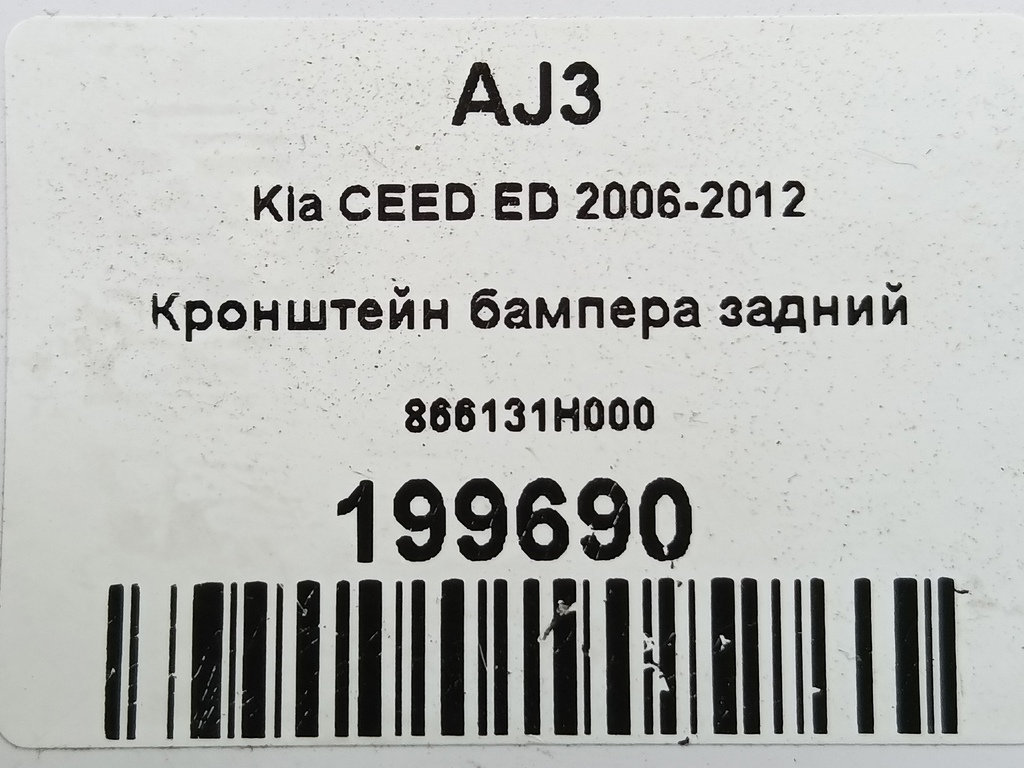 AJ3
Kia CEED ED 2006-2012
Кронштейн бампера задний
866131H000
199690